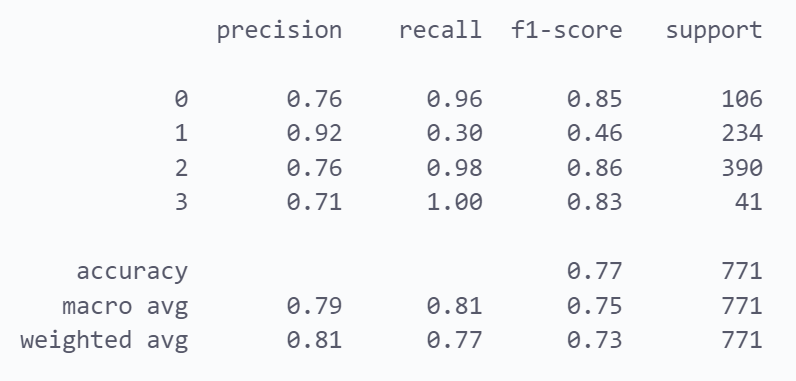 precision recall f1-score support
0 0.76 0.96 0.85 106
1 0.92 0.30 0.46 234
2 0.76 0.98 0.86 390
3 0.71 1.00 0.83 41
accuracy 0.77 771
macro avg 0.79 0.81 0.75 771
weighted avg 0.81 0.77 0.73 771